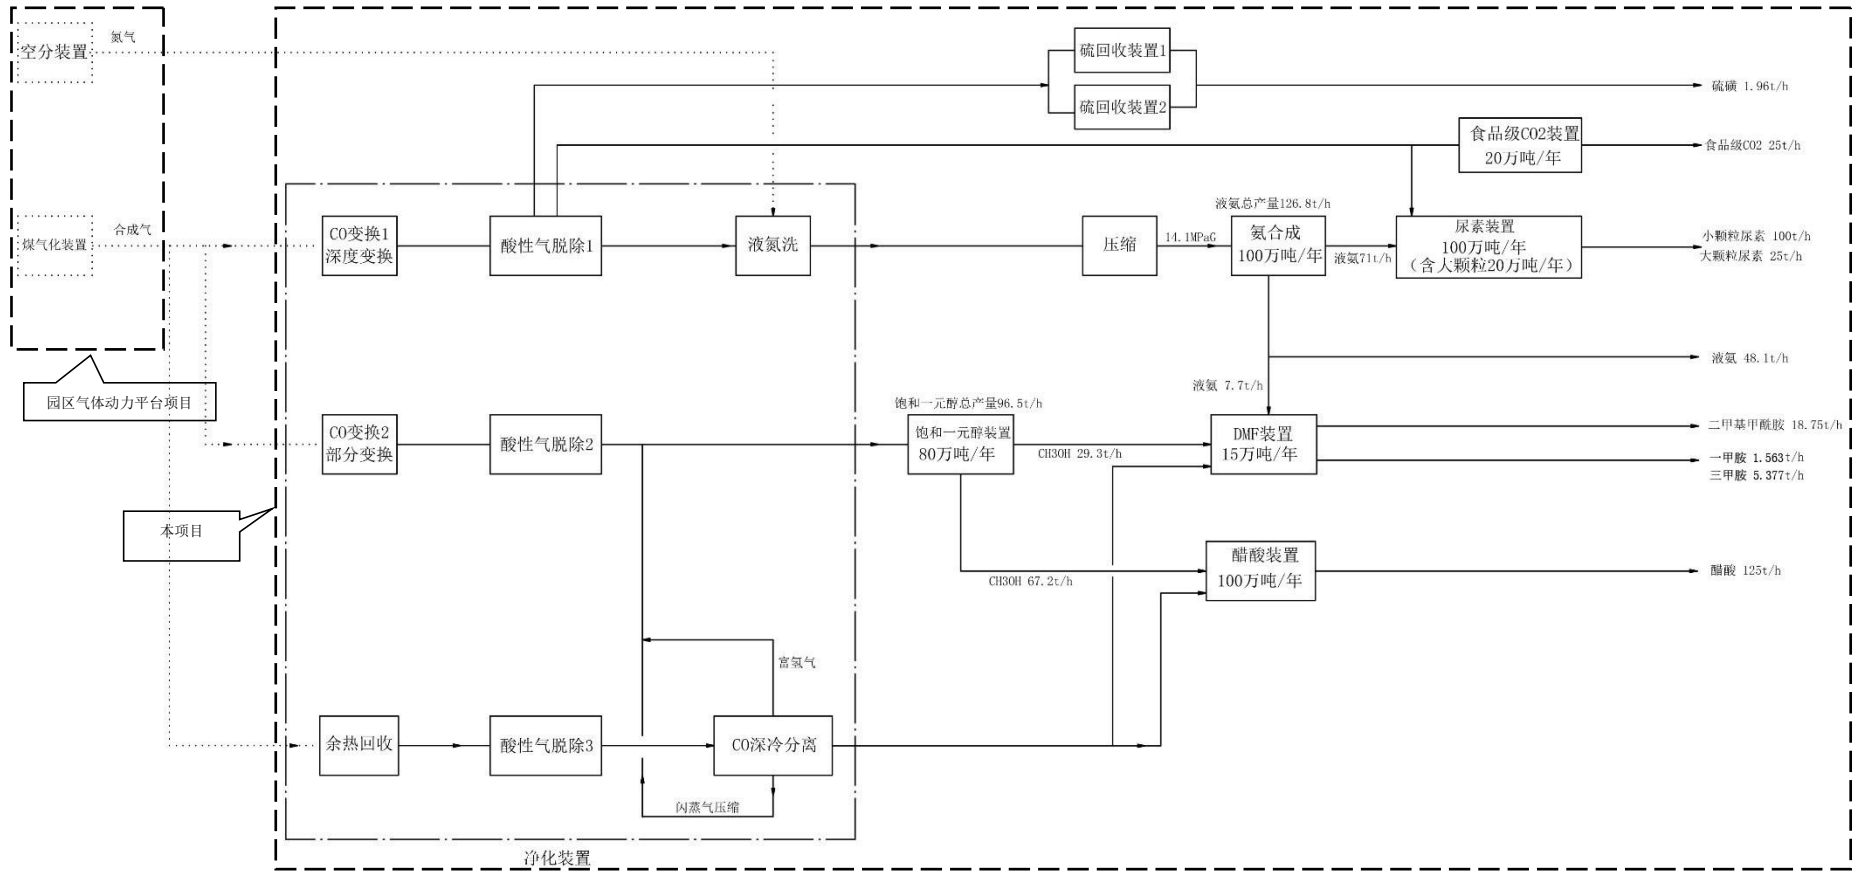 空分装置
氮气
硫回收装置1
硫回收装置2
硫磺 1.96t/h
食品级CO2装置
20万吨/年
食品级CO2 25t/h
煤气化装置
合成气
CO变换1
深度变换
酸性气脱除1
液氮洗
压缩
14.1MPaG
液氨总产量126.8t/h
氨合成
100万吨/年
液氨71t/h
尿素装置
100万吨/年
（含大颗粒20万吨/年）
小颗粒尿素 100t/h
大颗粒尿素 25t/h
液氨 48.1t/h
液氨 7.7t/h
园区气体动力平台项目
CO变换2
部分变换
酸性气脱除2
饱和一元醇总产量96.5t/h
饱和一元醇装置
80万吨/年
CH3OH 29.3t/h
DMF装置
15万吨/年
二甲基甲酰胺 18.75t/h
一甲胺 1.563t/h
三甲胺 5.377t/h
本项目
CH3OH 67.2t/h
醋酸装置
100万吨/年
醋酸 125t/h
富氢气
余热回收
酸性气脱除3
CO深冷分离
闪蒸气压缩
净化装置